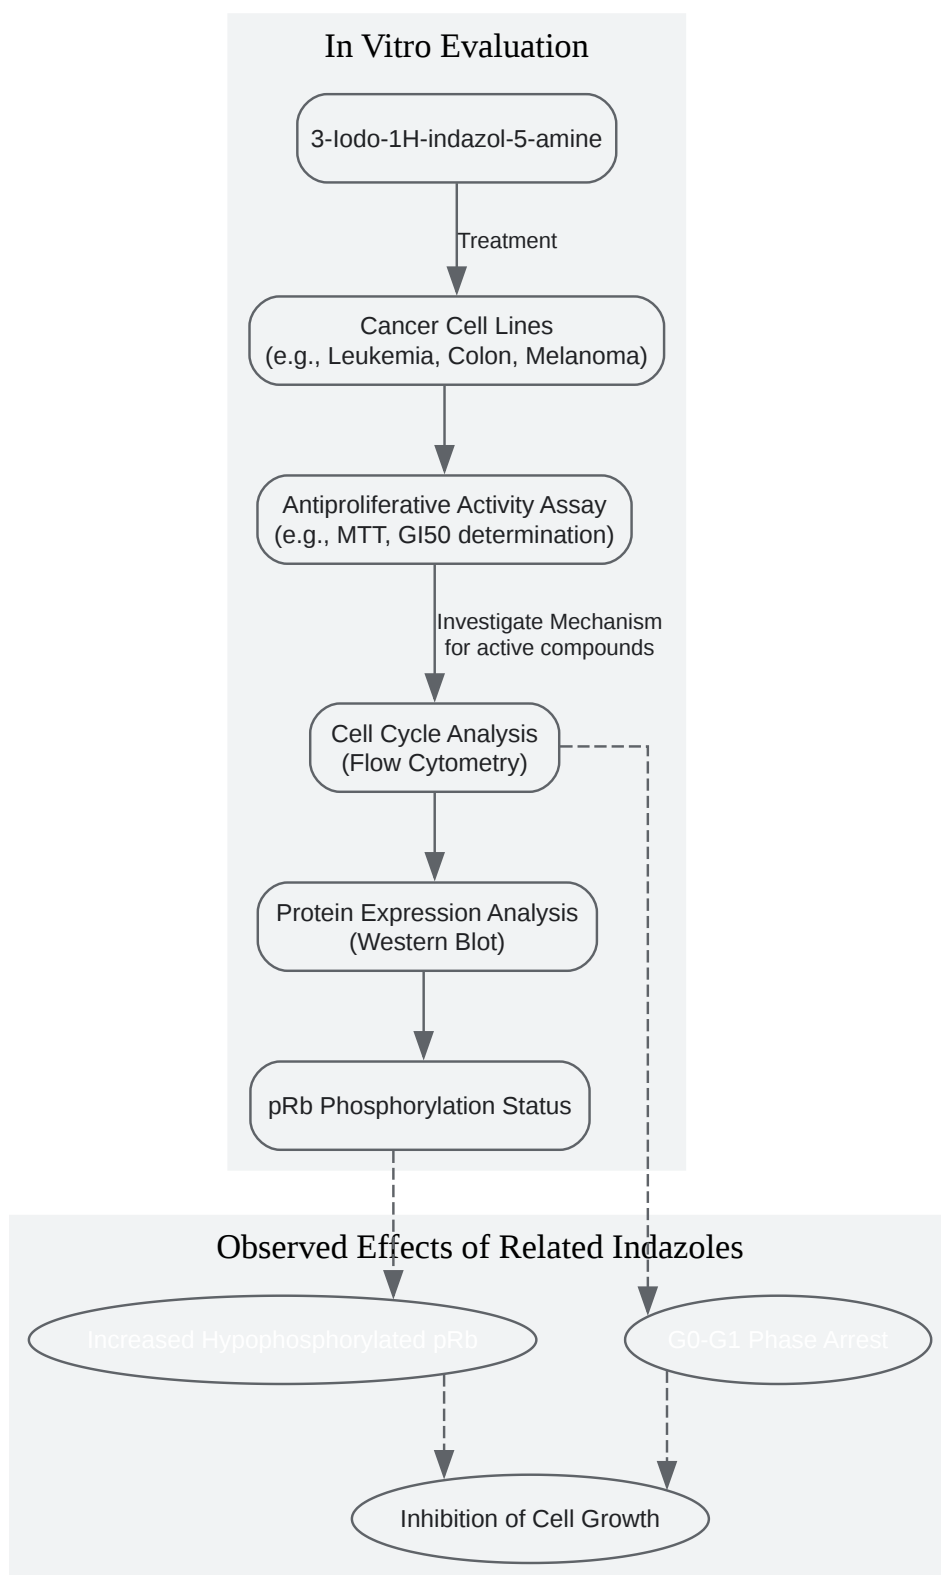 In Vitro Evaluation
3-Iodo-1H-indazol-5-amine
Treatment
Cancer Cell Lines
(e.g., Leukemia, Colon, Melanoma)
Antiproliferative Activity Assay
(e.g., MTT, GI50 determination)
Investigate Mechanism
for active compounds
Cell Cycle Analysis
(Flow Cytometry)
Protein Expression Analysis
(Western Blot)
pRb Phosphorylation Status
Observed Effects of Related Indazoles
Increased Hypophosphorylated pRb
G0-G1 Phase Arrest
Inhibition of Cell Growth